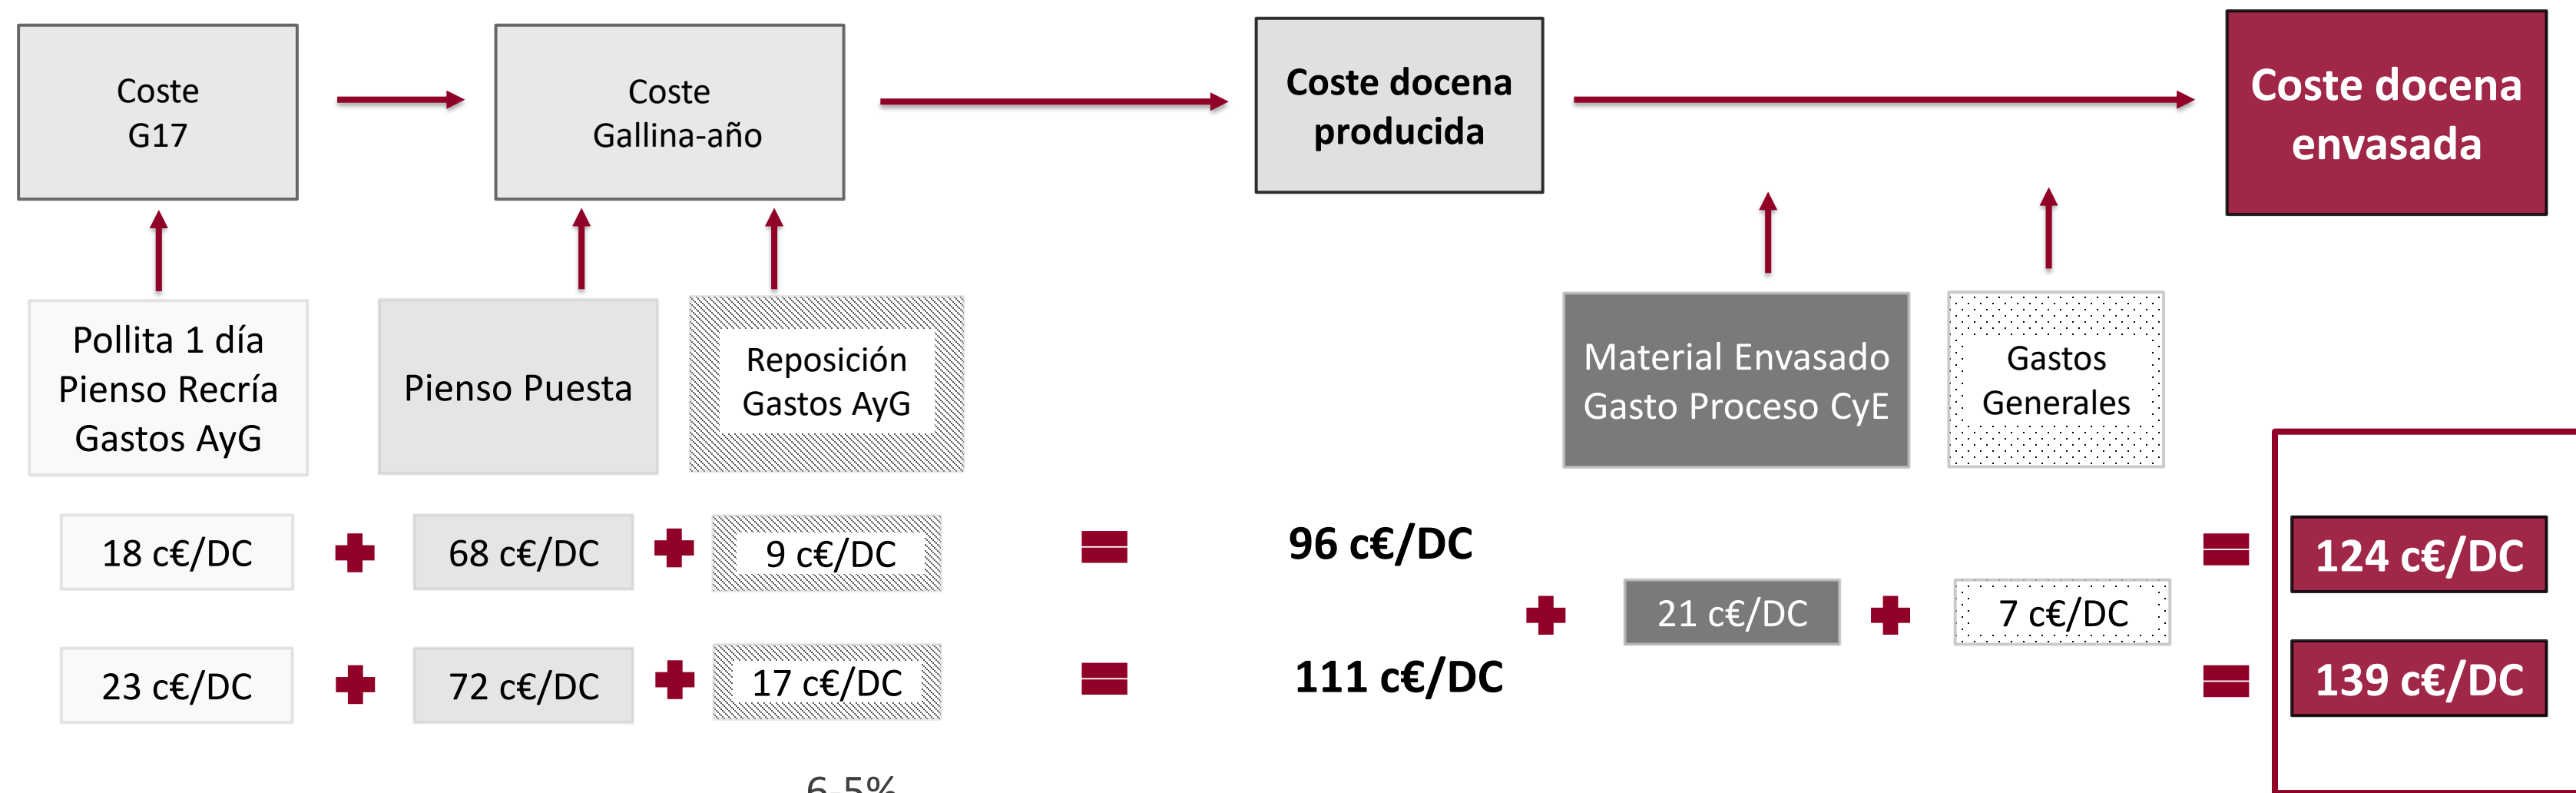 Coste
G17
Coste
Gallina-año
Coste docena
producida
Coste docena
envasada
Pollita 1 día
Pienso Recría
Gastos AyG
Pienso Puesta
Reposición
Gastos AyG
Material Envasado
Gasto Proceso CyE
Gastos
Generales
18 c€/DC
68 c€/DC
9 c€/DC
96 c€/DC
124 c€/DC
21 c€/DC
7 c€/DC
23 c€/DC
72 c€/DC
17 c€/DC
111 c€/DC
139 c€/DC
6-5%